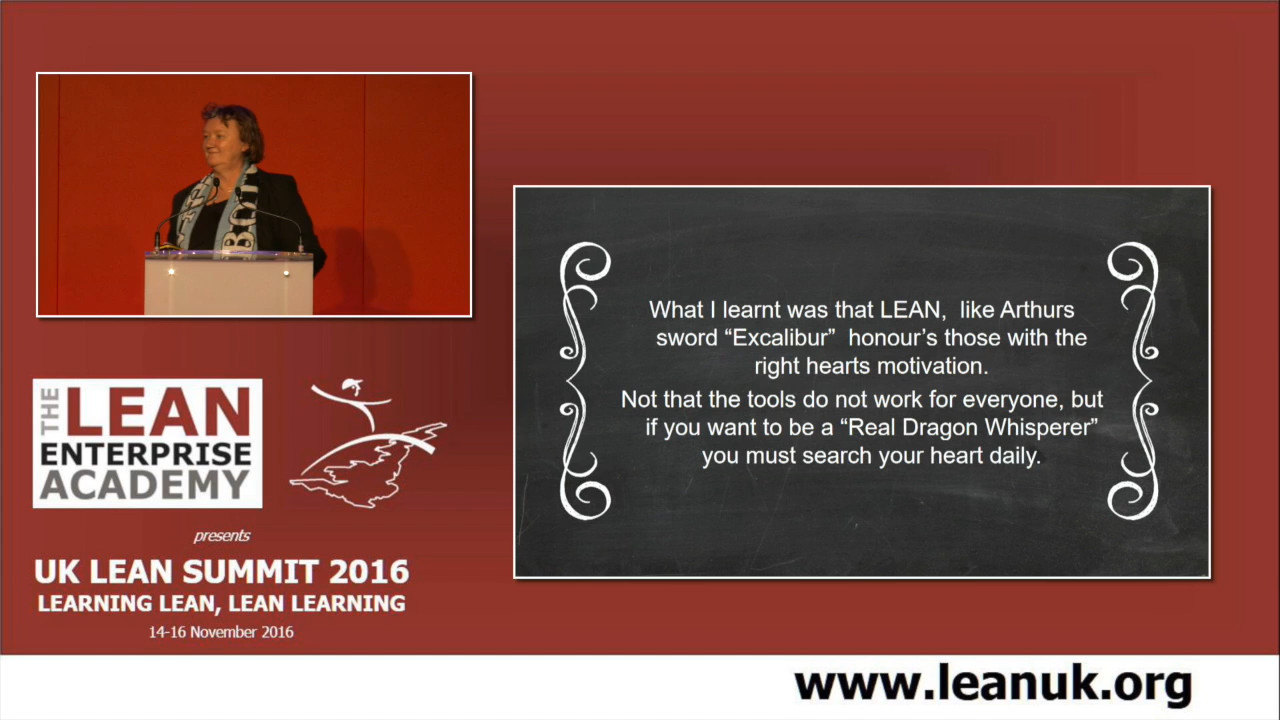 THE LEAN
ENTERPRISE
ACADEMY
presents
UK LEAN SUMMIT 2016
LEARNING LEAN, LEAN LEARNING
14-16 November 2016
What I learnt was that LEAN,  like Arthurs
sword “Excalibur”  honour’s those with the
right hearts motivation.
Not that the tools do not work for everyone, but
if you want to be a “Real Dragon Whisperer”
you must search your heart daily.
www.leanuk.org